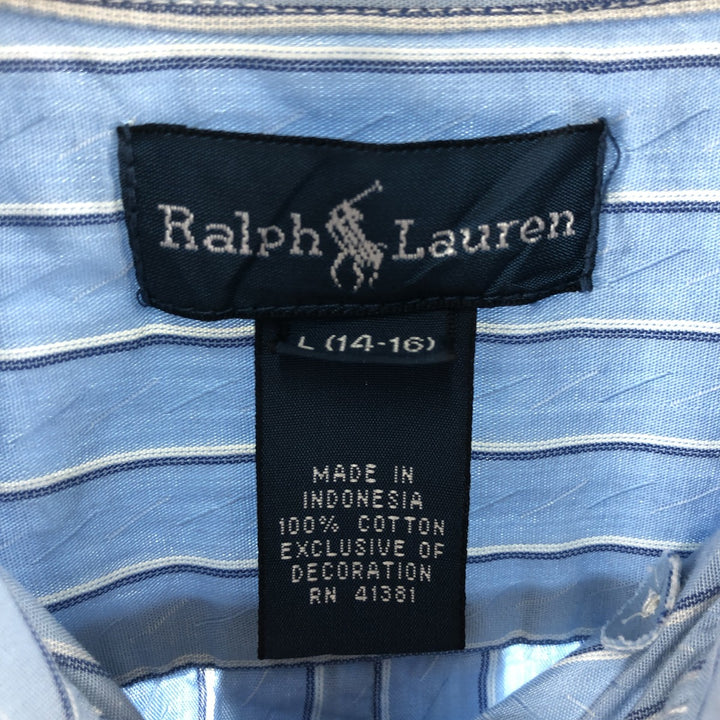 Ralph Lauren
L (14-16)
MADE IN
INDONESIA
100% COTTON
EXCLUSIVE OF
DECORATION
RN 41381